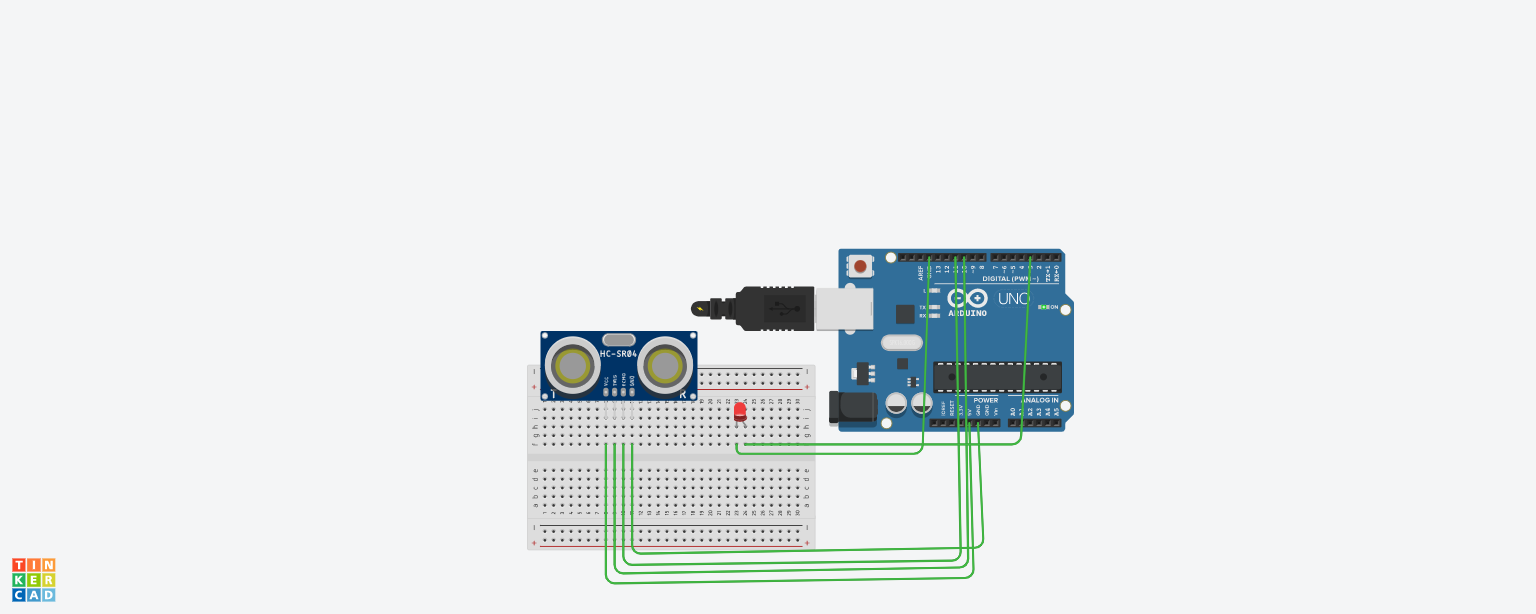 HC-SR04
VCC
TRIG
ECHO
GND
T
R
AREF
GND
13
12
~11
~10
~9
8
7
~6
~5
4
~3
2
TX→1
RX←0
DIGITAL (PWM~)
L
TX
RX
UNO
ARDUINO
ON
POWER
ANALOG IN
IOREF
RESET
3.3V
5V
GND
GND
Vin
A0
A1
A2
A3
A4
A5
j
i
h
g
f
e
d
c
b
a
TIN
KER
CAD